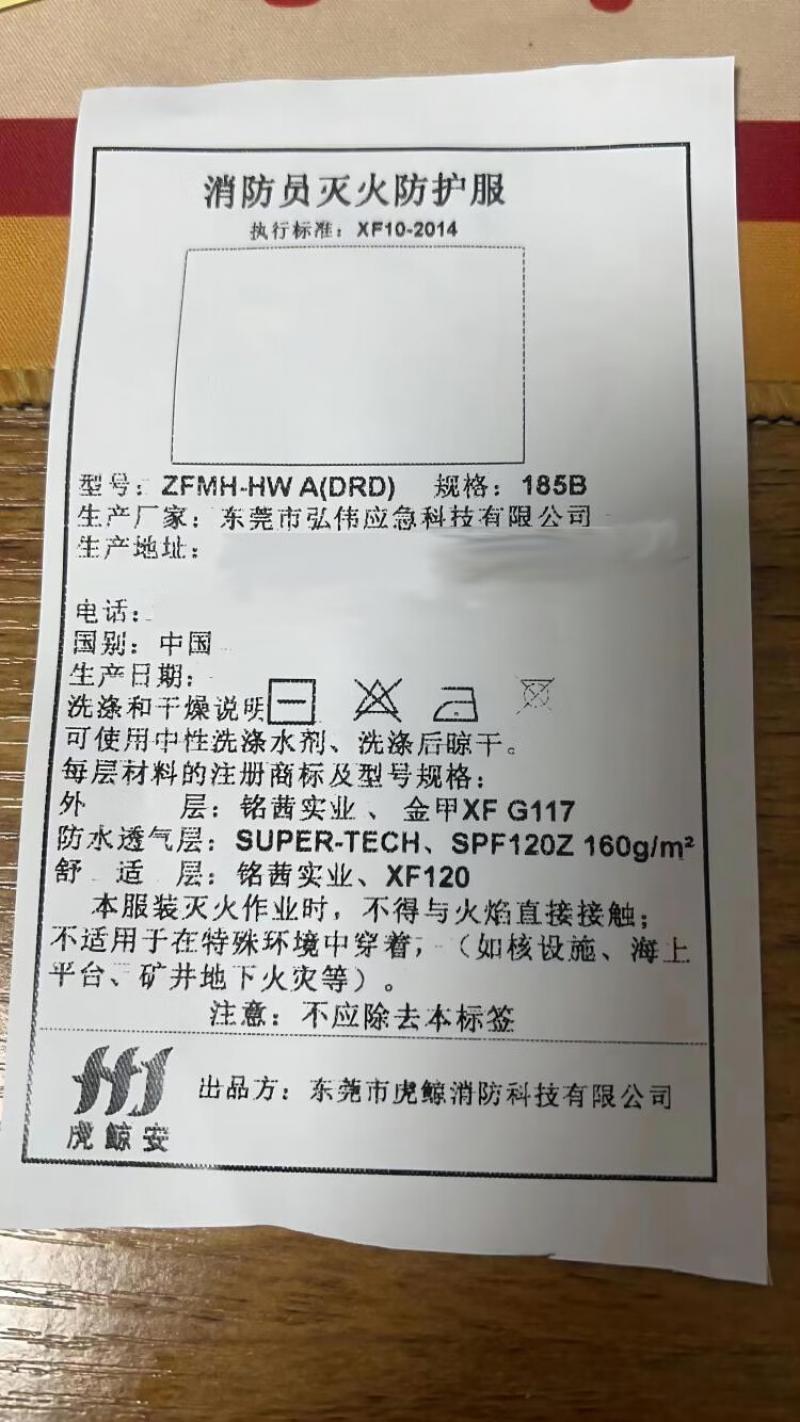 消防员灭火防护服
执行标准：XF10-2014
型号：ZFMH-HW A(DRD) 规格：185B
生产厂家：东莞市弘伟应急科技有限公司
生产地址：
电话：
国别：中国
生产日期：
洗涤和干燥说明
可使用中性洗涤水剂、洗涤后晾干。
每层材料的注册商标及型号规格：
外 层：铭茜实业、金甲XF G117
防水透气层：SUPER-TECH、SPF120Z 160g/m²
舒 适 层：铭茜实业、XF120
本服装灭火作业时，不得与火焰直接接触；
不适用于在特殊环境中穿着，（如核设施、海上
平台、矿井地下火灾等）。
注意：不应除去本标签
虎鲸安
出品方：东莞市虎鲸消防科技有限公司